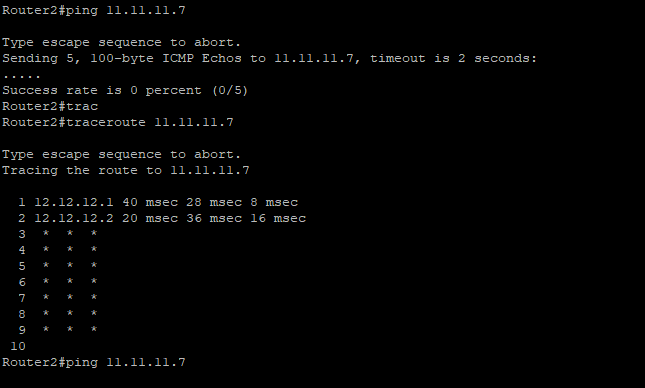 Router2#ping 11.11.11.7
Type escape sequence to abort.
Sending 5, 100-byte ICMP Echos to 11.11.11.7, timeout is 2 seconds:
.....
Success rate is 0 percent (0/5)
Router2#trac
Router2#traceroute 11.11.11.7
Type escape sequence to abort.
Tracing the route to 11.11.11.7
1 12.12.12.1 40 msec 28 msec 8 msec
2 12.12.12.2 20 msec 36 msec 16 msec
3 * * *
4 * * *
5 * * *
6 * * *
7 * * *
8 * * *
9 * * *
10
Router2#ping 11.11.11.7